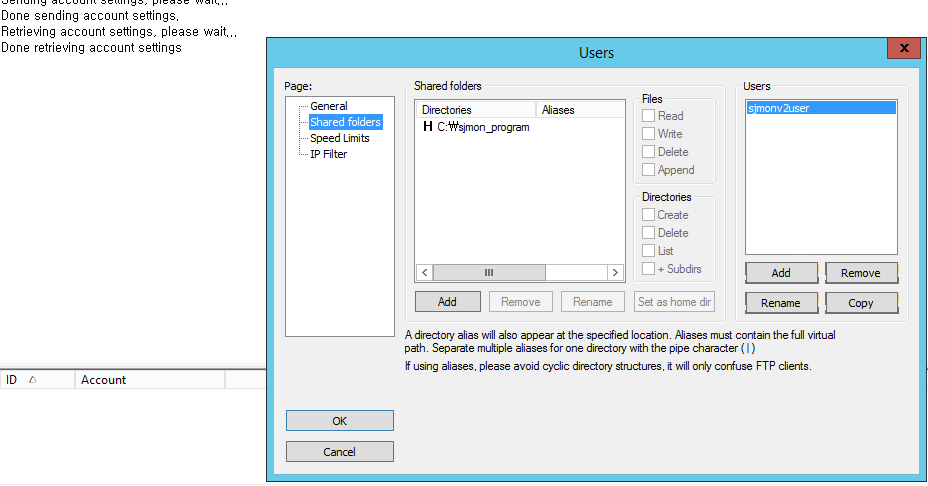 Sending account settings, please wait...
Done sending account settings.
Retrieving account settings, please wait...
Done retrieving account settings
Users
x
Page:
General
Shared folders
Speed Limits
IP Filter
Shared folders
Directories Aliases
H C:₩sjmon_program
Add Remove Rename Set as home dir
Files
Read
Write
Delete
Append
Directories
Create
Delete
List
+ Subdirs
Users
sjmonv2user
Add Remove
Rename Copy
A directory alias will also appear at the specified location. Aliases must contain the full virtual
path. Separate multiple aliases for one directory with the pipe character ( | )
If using aliases, please avoid cyclic directory structures, it will only confuse FTP clients.
ID Account
OK
Cancel